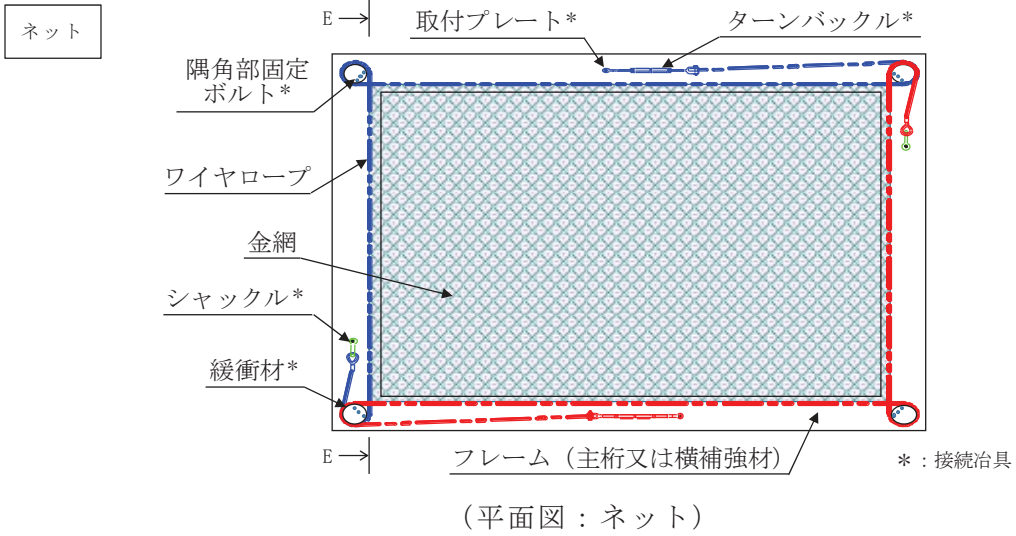 ネット
E
取付プレート*
ターンバックル*
隅角部固定
ボルト*
ワイヤロープ
金網
シャックル*
緩衝材*
E
フレーム（主桁又は横補強材）
＊：接続冶具
（平面図：ネット）